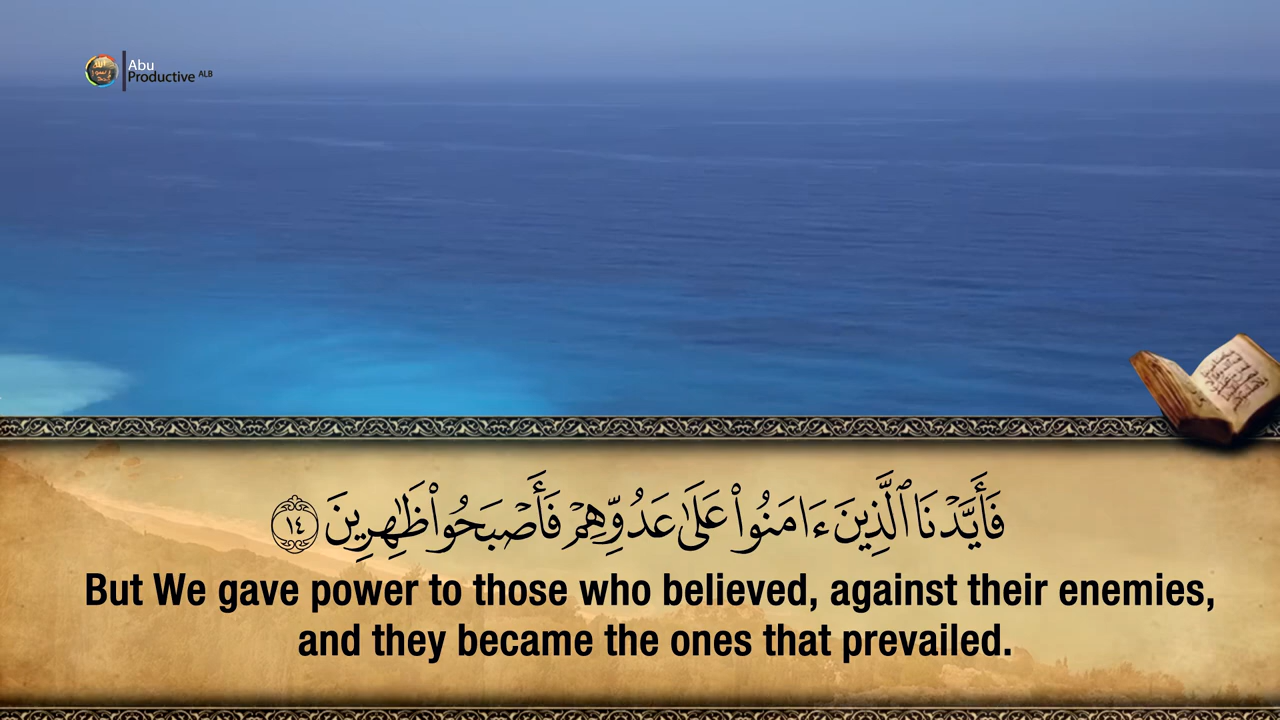 Abu
Productive ALB
فَأَيَّدْنَا ٱلَّذِينَ ءَامَنُوا۟ عَلَىٰ عَدُوِّهِمْ فَأَصْبَحُوا۟ ظَٰهِرِينَ ١٤
But We gave power to those who believed, against their enemies,
and they became the ones that prevailed.